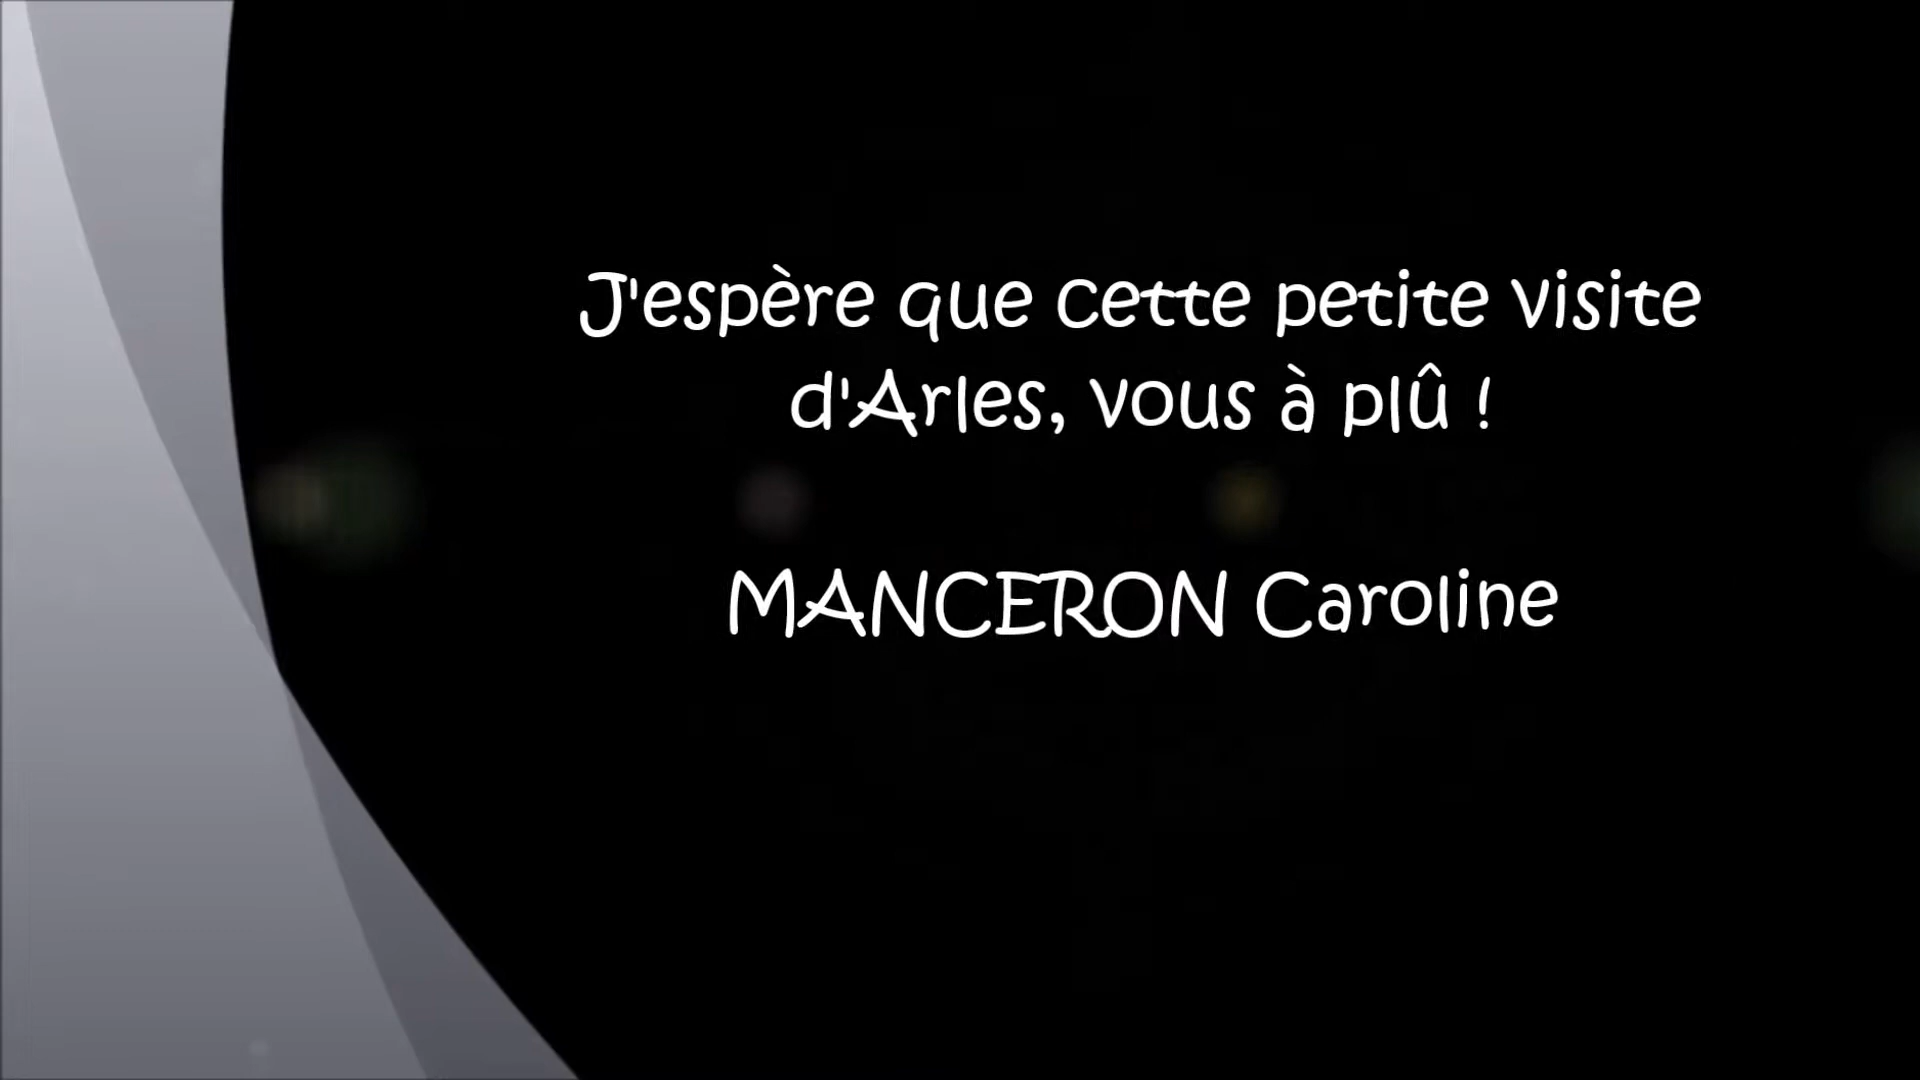 J'espère que cette petite visite
d'Arles, vous à plû !
MANCERON Caroline